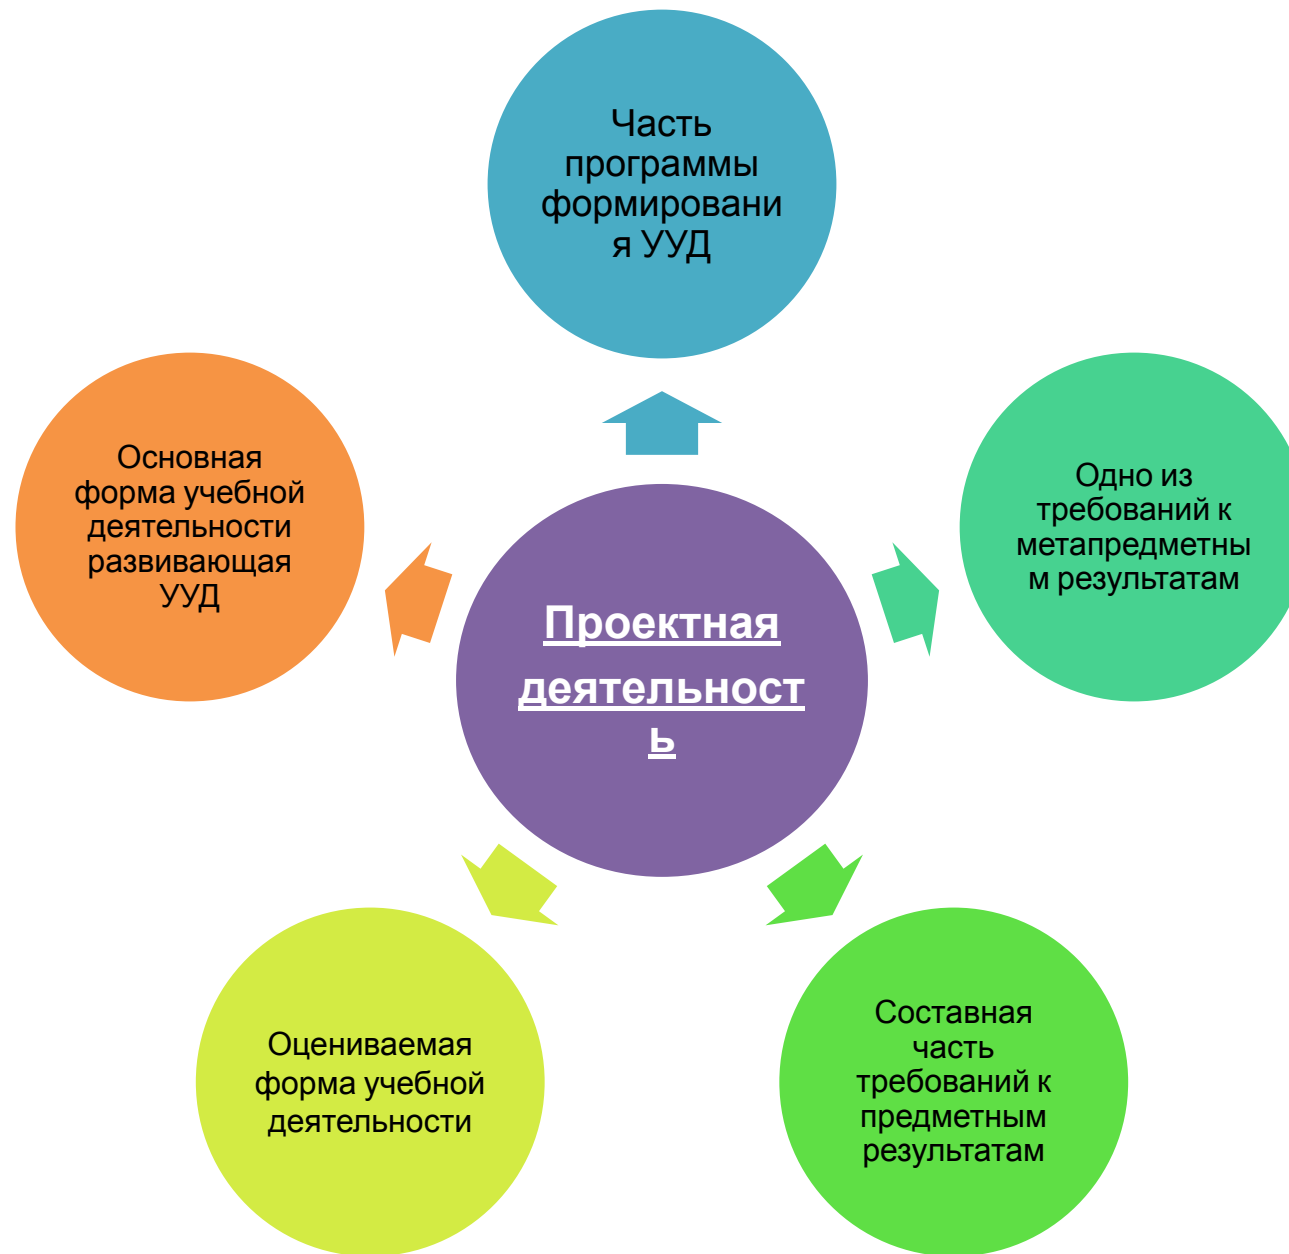 Часть
программы
формировани
я УУД
Одно из
требований к
метапредметны
м результатам
Составная
часть
требований к
предметным
результатам
Оцениваемая
форма учебной
деятельности
Основная
форма учебной
деятельности
развивающая
УУД
Проектная
деятельност
ь